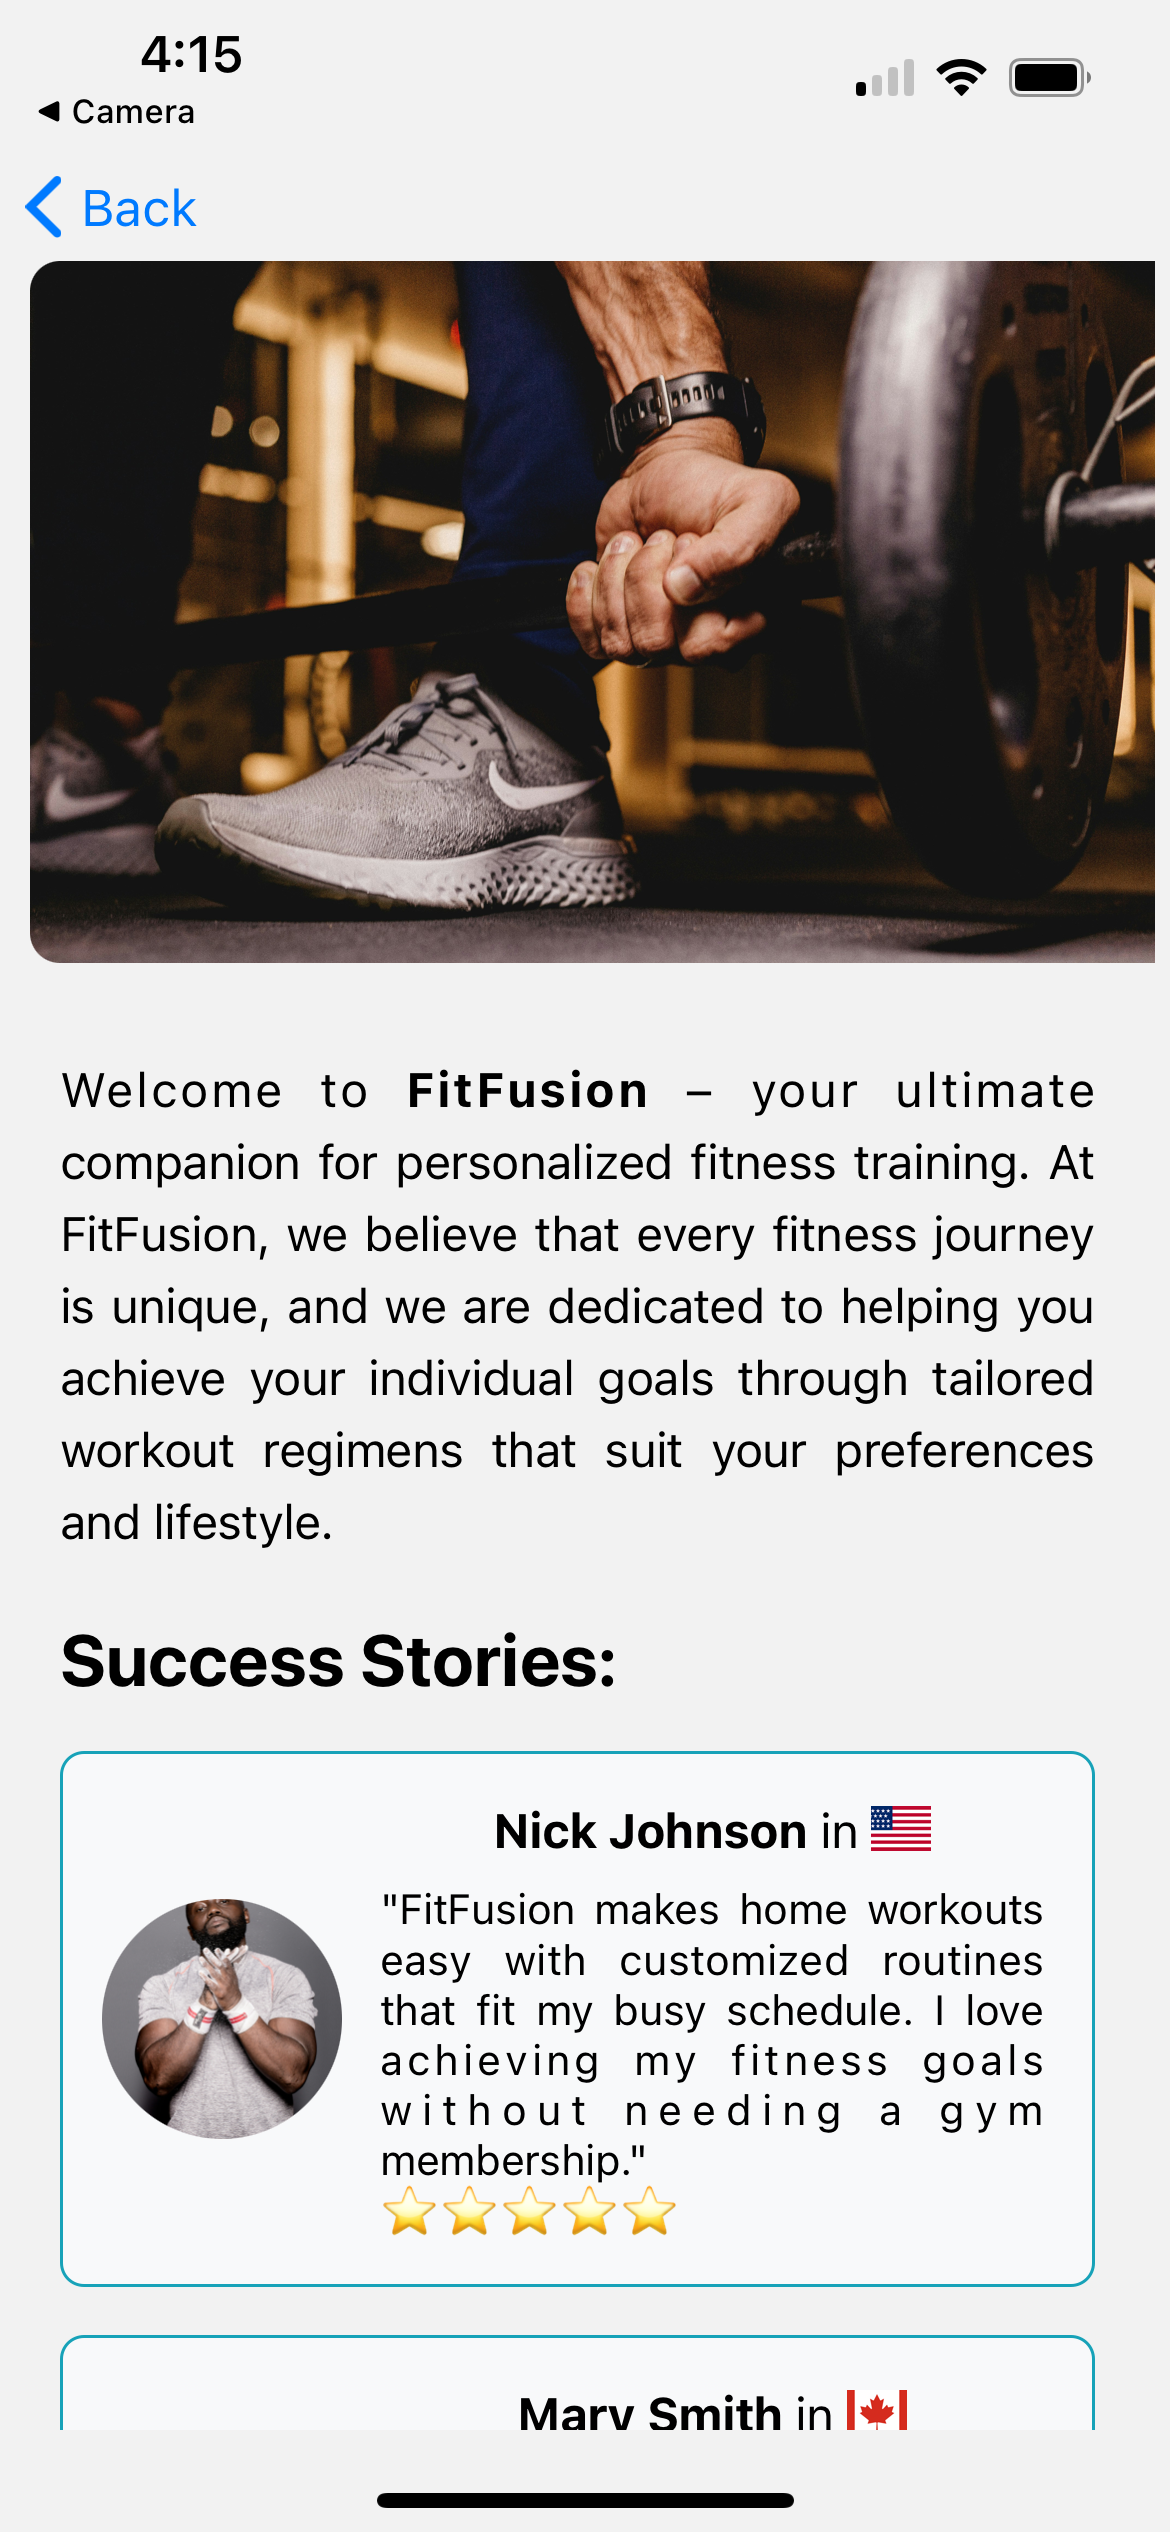 4:15
◀ Camera
Back
Welcome to FitFusion – your ultimate
companion for personalized fitness training. At
FitFusion, we believe that every fitness journey
is unique, and we are dedicated to helping you
achieve your individual goals through tailored
workout regimens that suit your preferences
and lifestyle.
Success Stories:
Nick Johnson in 🇺🇸
"FitFusion makes home workouts
easy with customized routines
that fit my busy schedule. I love
achieving my fitness goals
without needing a gym
membership."
⭐⭐⭐⭐⭐
Mary Smith in 🇨🇦